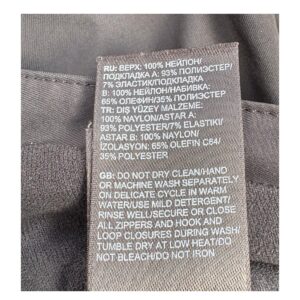 RU: ВЕРХ: 100% НЕЙЛОН/
ПОДКЛАДКА A: 93% ПОЛИЭСТЕР/
7% ЭЛАСТИК/ПОДКЛАДКА
B: 100% НЕЙЛОН/НАБИВКА:
65% ОЛЕФИН/35% ПОЛИЭСТЕР
TR: DIŞ YÜZEY MALZEME:
100% NAYLON/ASTAR A:
93% POLYESTER/7% ELASTIKI/
ASTAR B: 100% NAYLON/
İZOLASYON: 65% OLEFIN C64/
35% POLYESTER
GB: DO NOT DRY CLEAN/HAND
OR MACHINE WASH SEPARATELY
ON DELICATE CYCLE IN WARM
WATER/USE MILD DETERGENT/
RINSE WELL/SECURE OR CLOSE
ALL ZIPPERS AND HOOK AND
LOOP CLOSURES DURING WASH/
TUMBLE DRY AT LOW HEAT/DO
NOT BLEACH/DO NOT IRON